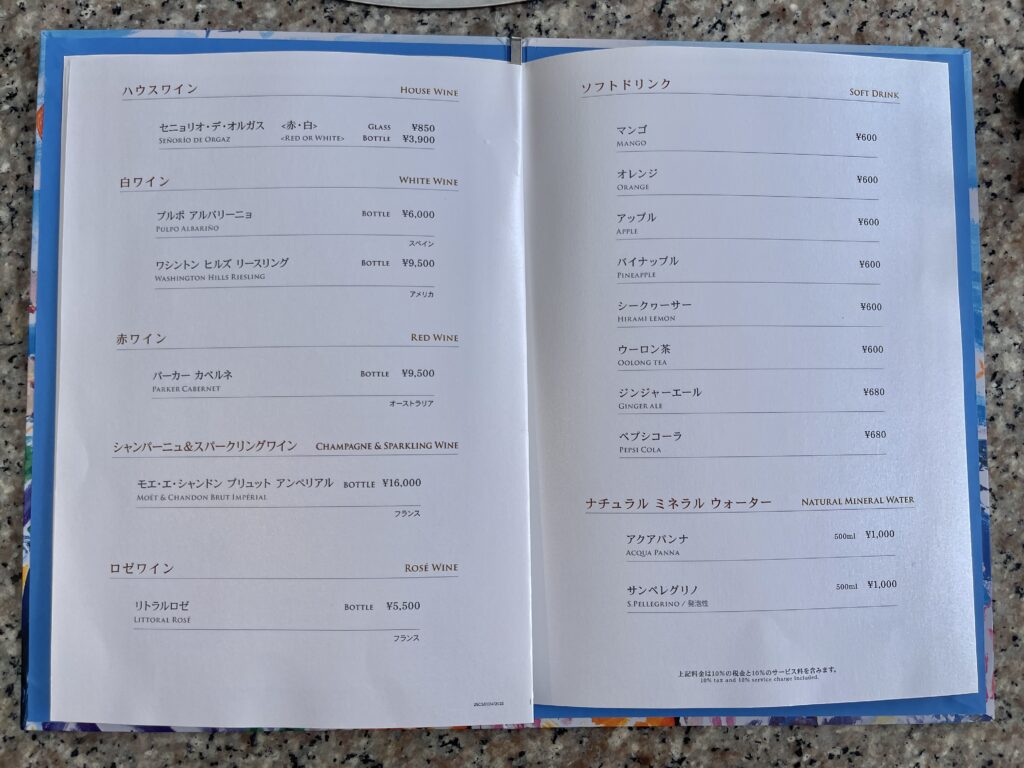 ハウスワイン HOUSE WINE
セニョリオ・デ・オルガス <赤・白> GLASS ¥850
SEÑORÍO DE ORGAZ <RED OR WHITE> BOTTLE ¥3,900
白ワイン WHITE WINE
プルポ アルバリーニョ BOTTLE ¥6,000
PULPO ALBARIÑO
スペイン
ワシントン ヒルズ リースリング BOTTLE ¥9,500
WASHINGTON HILLS RIESLING
アメリカ
赤ワイン RED WINE
パーカー カベルネ BOTTLE ¥9,500
PARKER CABERNET
オーストラリア
シャンパーニュ&スパークリングワイン CHAMPAGNE & SPARKLING WINE
モエ・エ・シャンドン ブリュット アンペリアル BOTTLE ¥16,000
MOËT & CHANDON BRUT IMPÉRIAL
フランス
ロゼワイン ROSÉ WINE
リトラルロゼ BOTTLE ¥5,500
LITTORAL ROSÉ
フランス
ソフトドリンク SOFT DRINK
マンゴ ¥600
MANGO
オレンジ ¥600
ORANGE
アップル ¥600
APPLE
パイナップル ¥600
PINEAPPLE
シークヮーサー ¥600
HIRAMI LEMON
ウーロン茶 ¥600
OOLONG TEA
ジンジャーエール ¥680
GINGER ALE
ペプシコーラ ¥680
PEPSI COLA
ナチュラル ミネラル ウォーター NATURAL MINERAL WATER
アクアパンナ 500ml ¥1,000
ACQUA PANNA
サンペレグリノ 500ml ¥1,000
S.PELLEGRINO / 発泡性
上記料金は10%の税金と10%のサービス料を含みます。
10% tax and 10% service charge included.